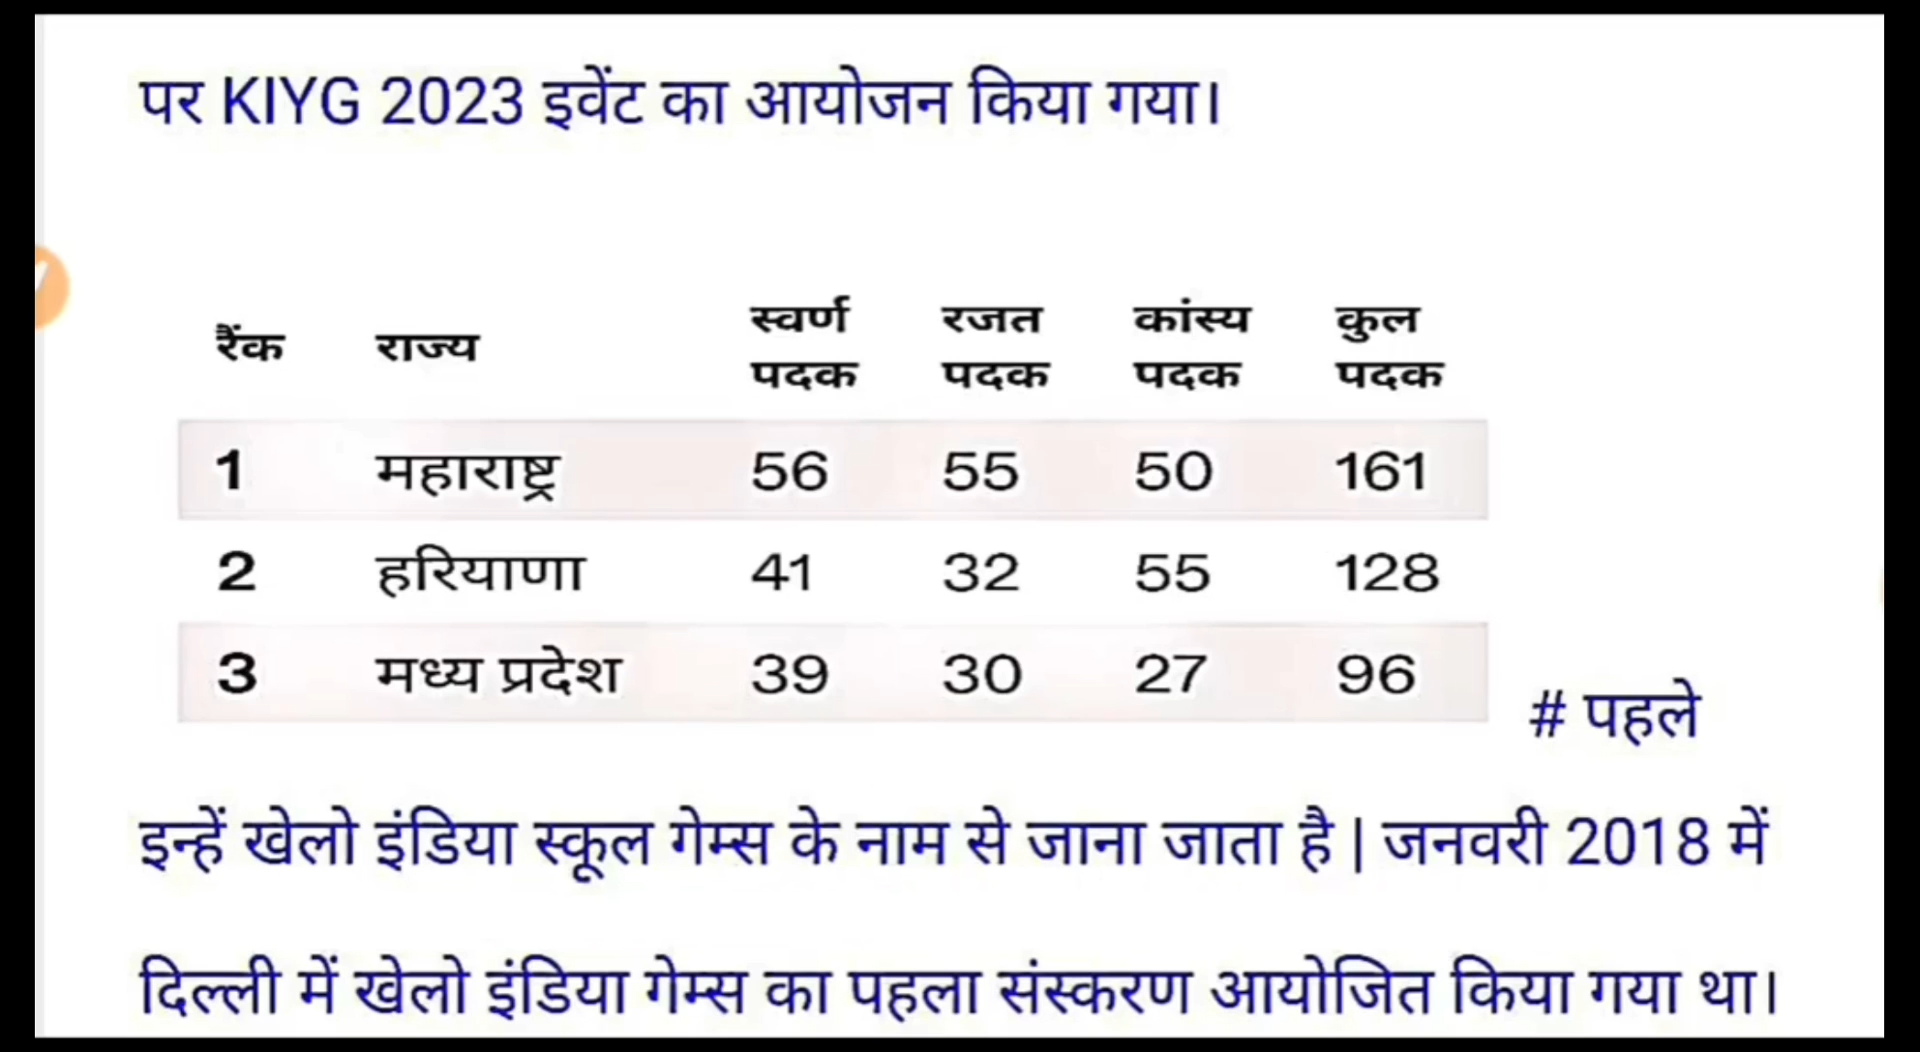 पर KIYG 2023 इवेंट का आयोजन किया गया।
रैंक राज्य स्वर्ण पदक रजत पदक कांस्य पदक कुल पदक
1 महाराष्ट्र 56 55 50 161
2 हरियाणा 41 32 55 128
3 मध्य प्रदेश 39 30 27 96
# पहले
इन्हें खेलो इंडिया स्कूल गेम्स के नाम से जाना जाता है | जनवरी 2018 में
दिल्ली में खेलो इंडिया गेम्स का पहला संस्करण आयोजित किया गया था।